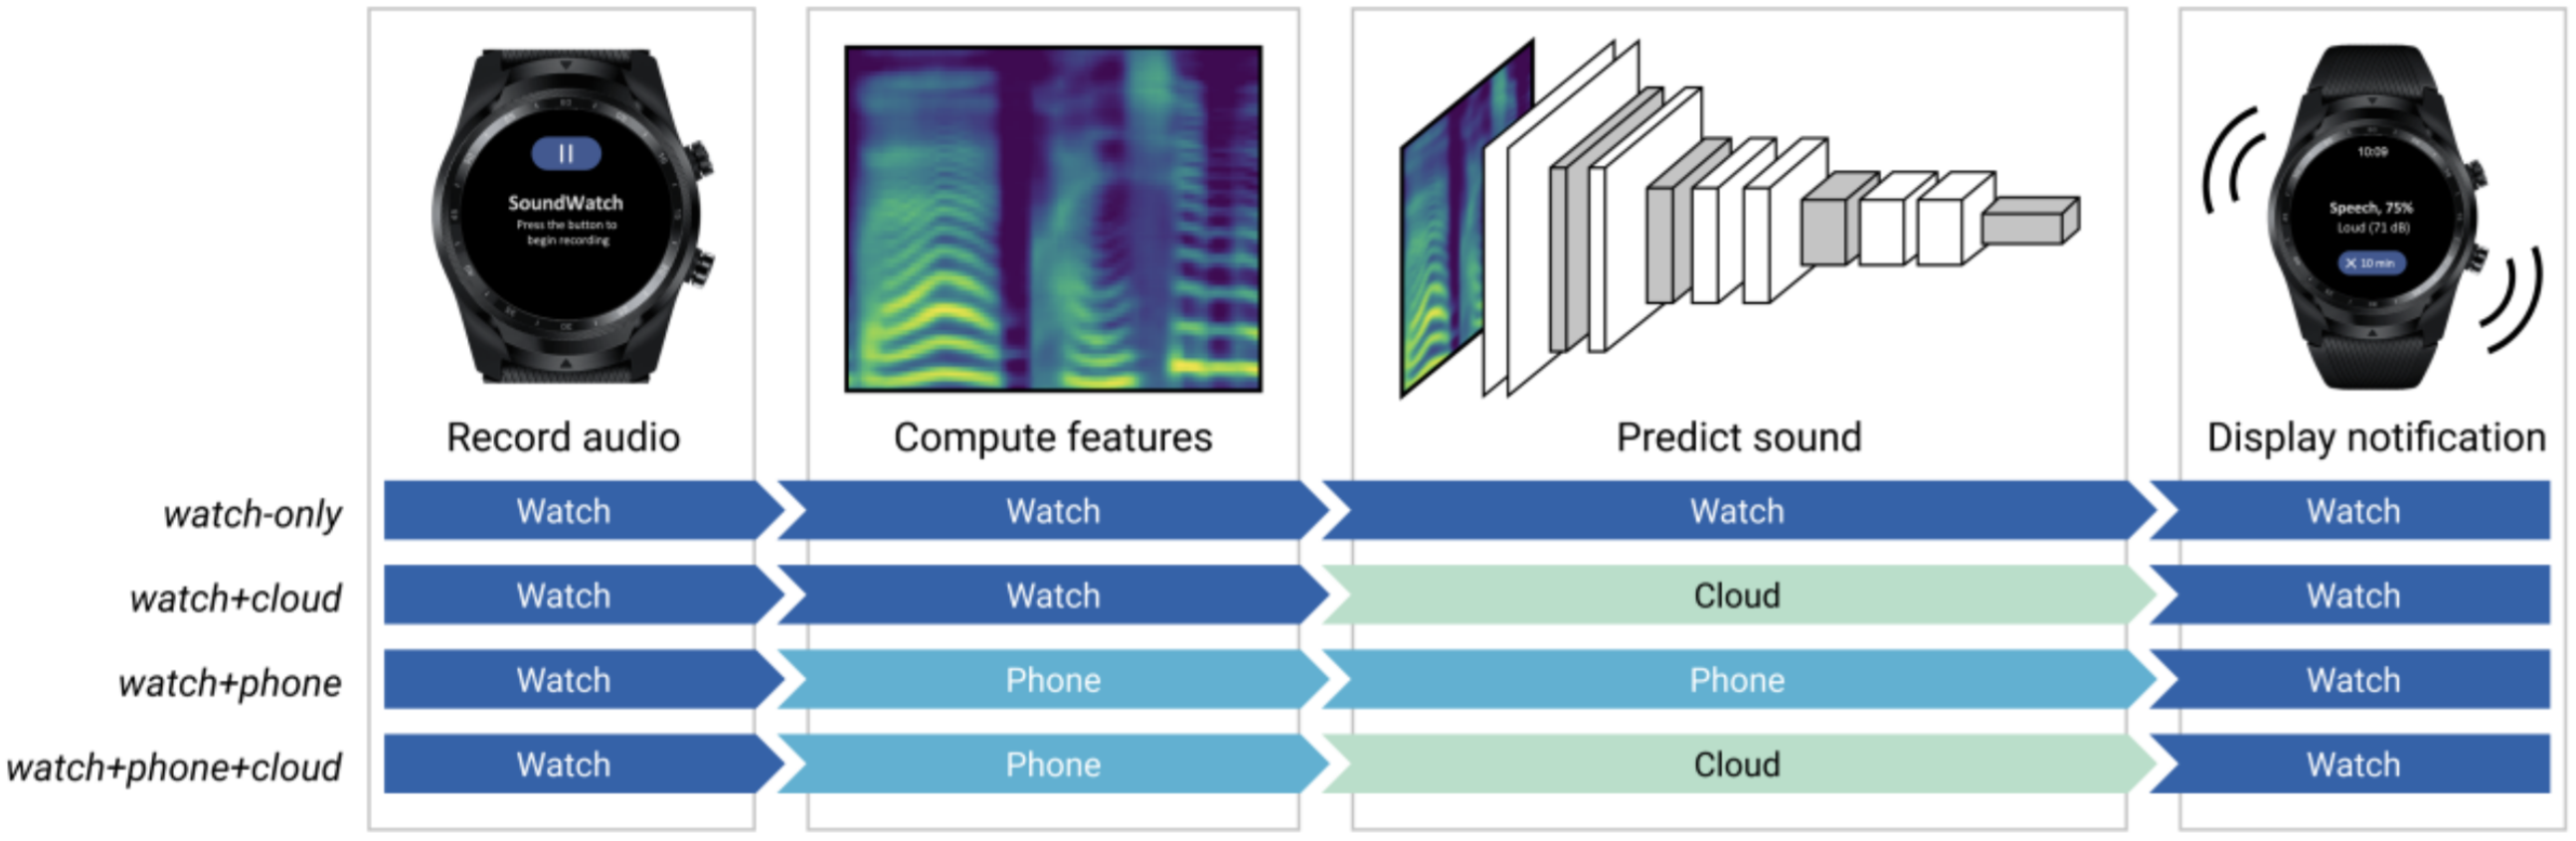 SoundWatch
Press the button to
begin recording
10:09
Speech, 75%
Loud (71 dB)
✕ 10 min
Record audio
Compute features
Predict sound
Display notification
watch-only
Watch
Watch
Watch
Watch
watch+cloud
Watch
Watch
Cloud
Watch
watch+phone
Watch
Phone
Phone
Watch
watch+phone+cloud
Watch
Phone
Cloud
Watch